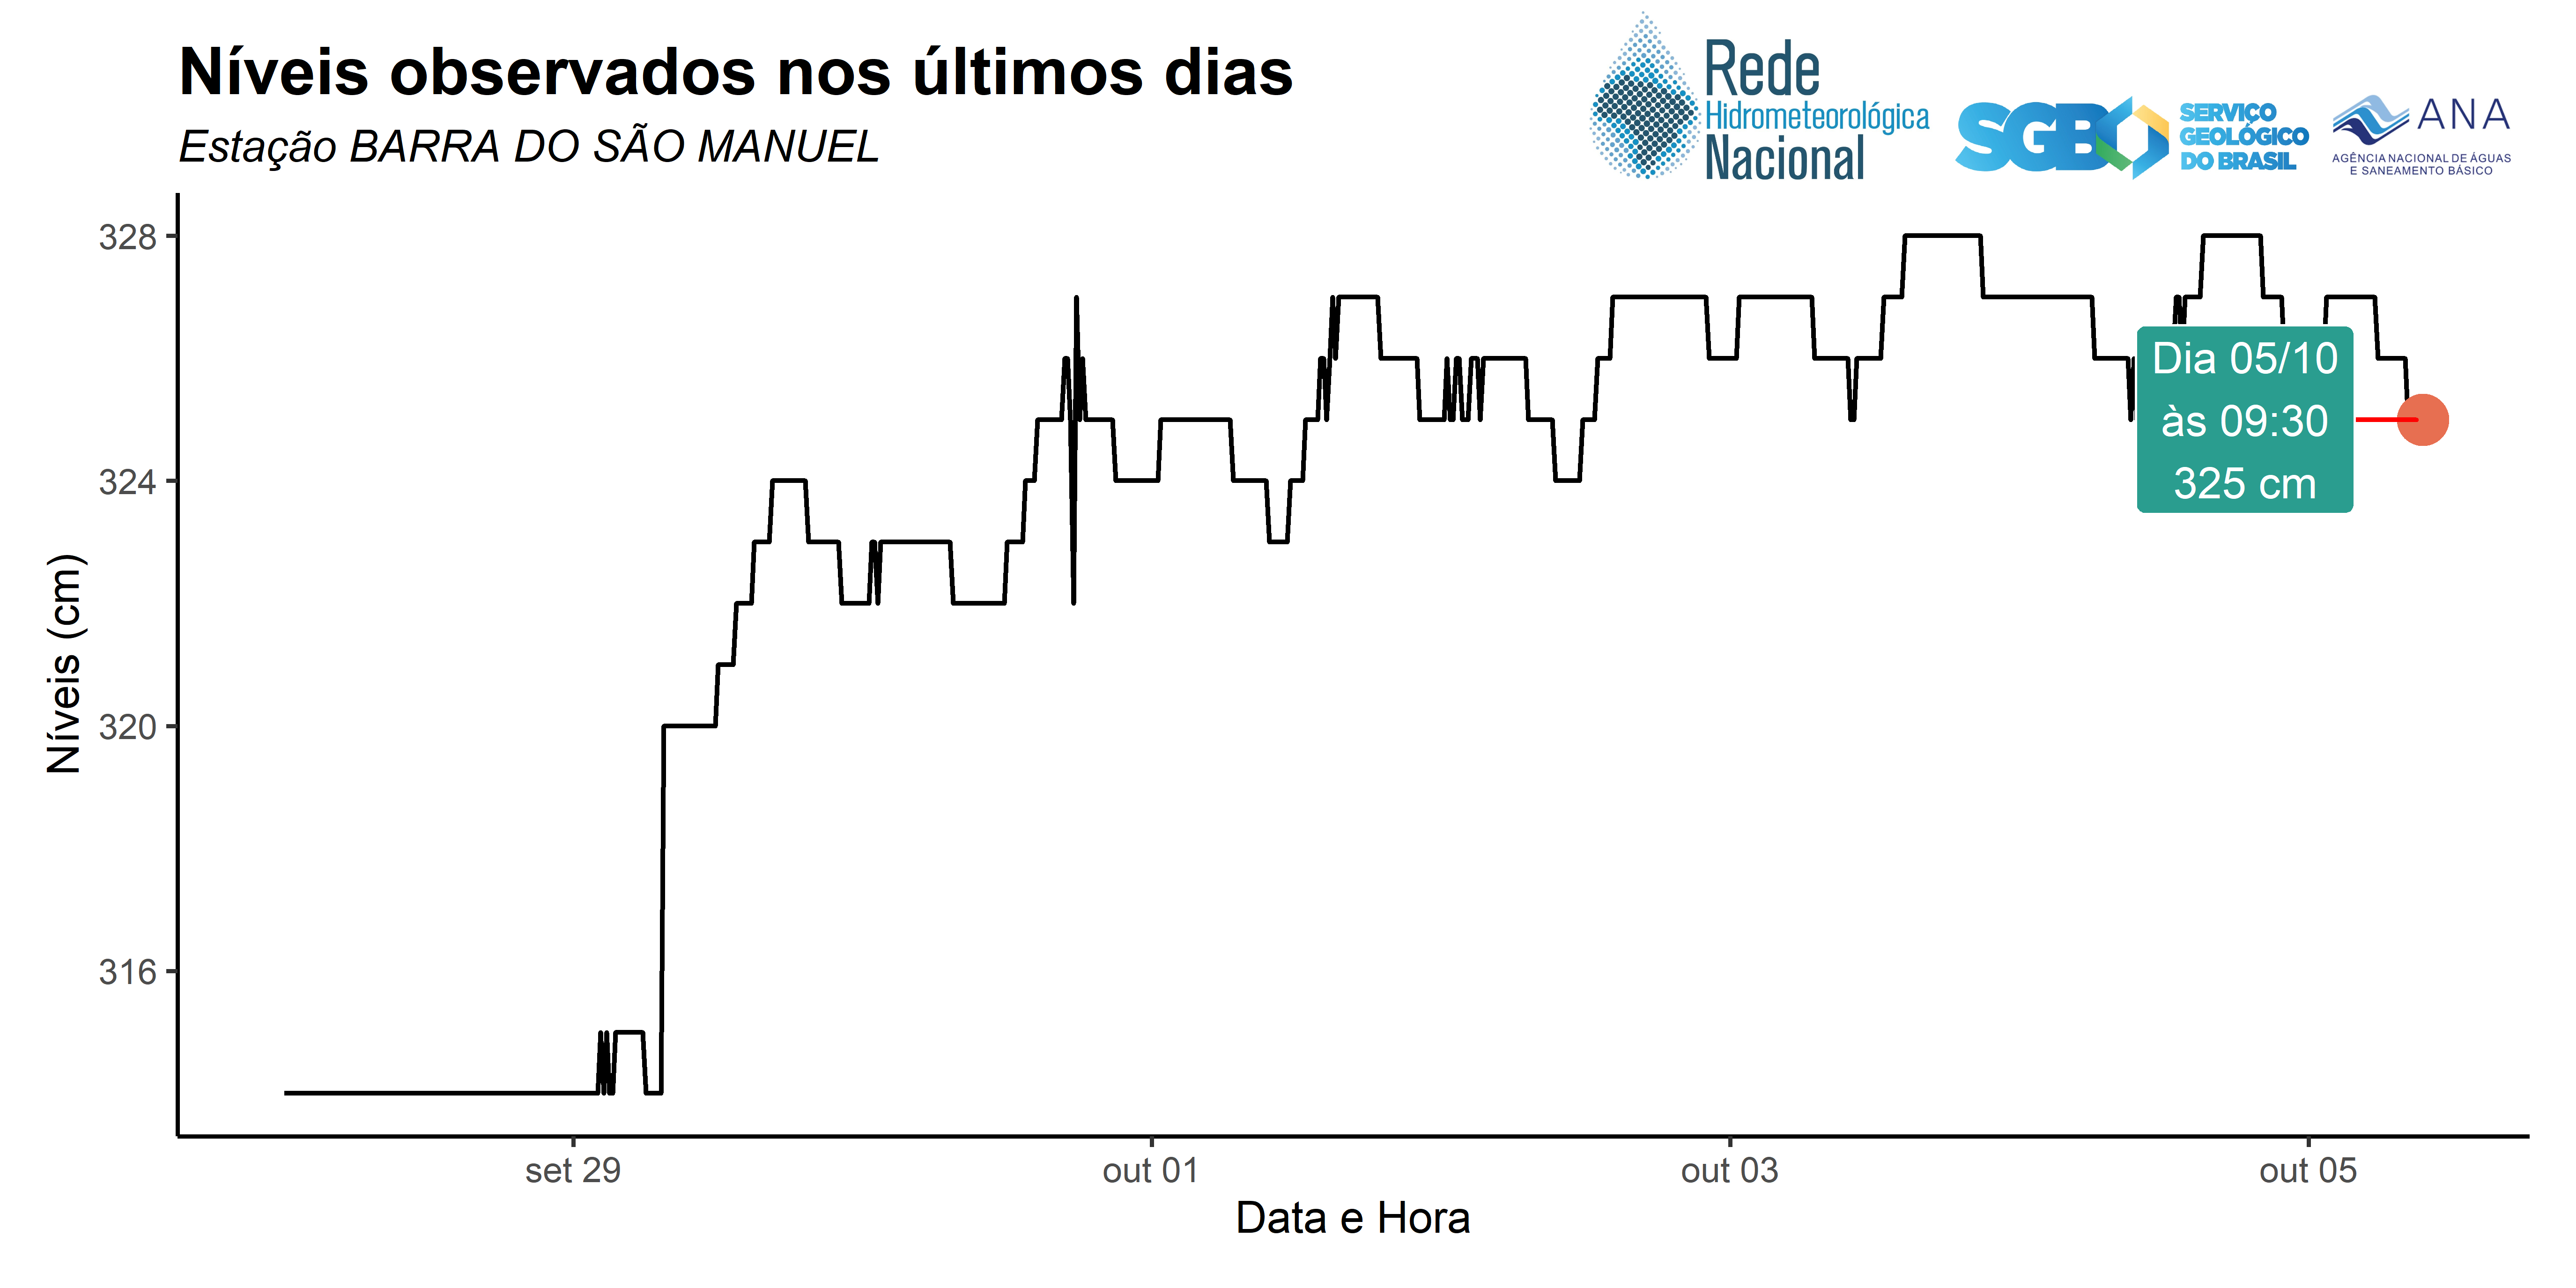 Níveis observados nos últimos dias
Estação BARRA DO SÃO MANUEL
Rede
Hidrometeorológica
Nacional
SGB
SERVIÇO
GEOLÓGICO
DO BRASIL
ANA
AGÊNCIA NACIONAL DE ÁGUAS
E SANEAMENTO BÁSICO
Níveis (cm)
328
324
320
316
Dia 05/10
às 09:30
325 cm
set 29
out 01
out 03
out 05
Data e Hora